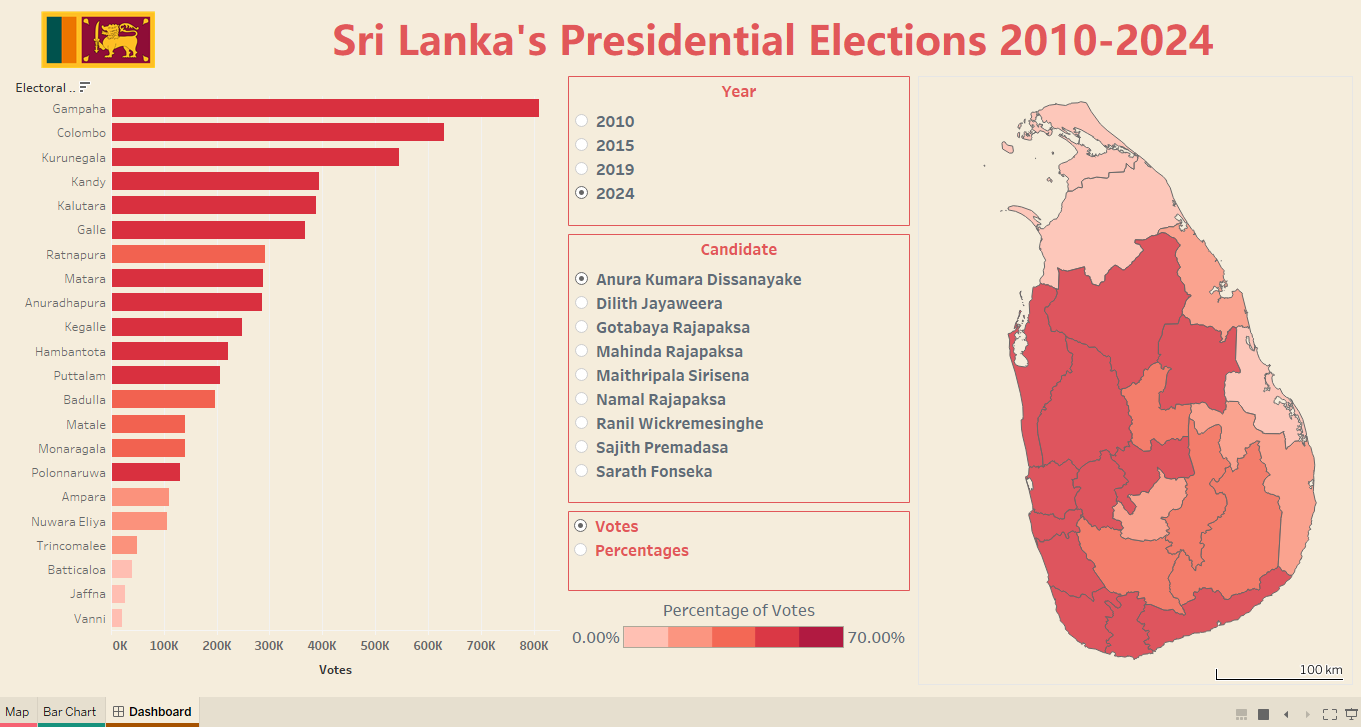 Sri Lanka's Presidential Elections 2010-2024
Electoral ..
Gampaha
Colombo
Kurunegala
Kandy
Kalutara
Galle
Ratnapura
Matara
Anuradhapura
Kegalle
Hambantota
Puttalam
Badulla
Matale
Monaragala
Polonnaruwa
Ampara
Nuwara Eliya
Trincomalee
Batticaloa
Jaffna
Vanni
0K 100K 200K 300K 400K 500K 600K 700K 800K
Votes
Year
2010
2015
2019
2024
Candidate
Anura Kumara Dissanayake
Dilith Jayaweera
Gotabaya Rajapaksa
Mahinda Rajapaksa
Maithripala Sirisena
Namal Rajapaksa
Ranil Wickremesinghe
Sajith Premadasa
Sarath Fonseka
Votes
Percentages
Percentage of Votes
0.00% 70.00%
100 km
Map Bar Chart Dashboard